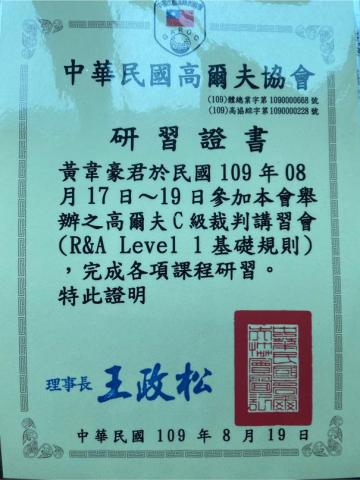 中華民國高爾夫協會
(109)體總業字第1090000668號
(109)高協綜字第1090000228號
研習證書
黃韋豪君於民國109年08
月17日～19日參加本會舉
辦之高爾夫C級裁判講習會
(R&A Level 1基礎規則)
，完成各項課程研習。
特此證明
理事長 王政松
中華民國 109 年 8 月 19 日